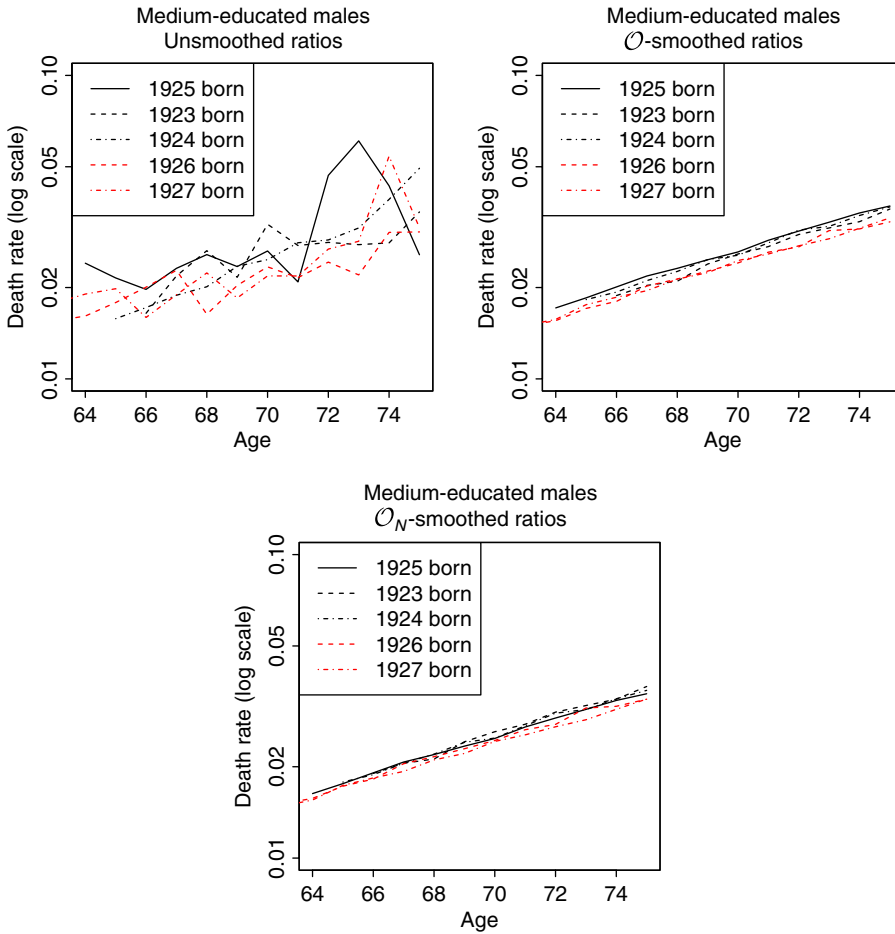 Medium-educated males
Unsmoothed ratios
1925 born
1923 born
1924 born
1926 born
1927 born
Death rate (log scale)
0.10
0.05
0.02
0.01
64 66 68 70 72 74
Age
Medium-educated males
𝒪-smoothed ratios
1925 born
1923 born
1924 born
1926 born
1927 born
Death rate (log scale)
0.10
0.05
0.02
0.01
64 66 68 70 72 74
Age
Medium-educated males
𝒪_N-smoothed ratios
1925 born
1923 born
1924 born
1926 born
1927 born
Death rate (log scale)
0.10
0.05
0.02
0.01
64 66 68 70 72 74
Age